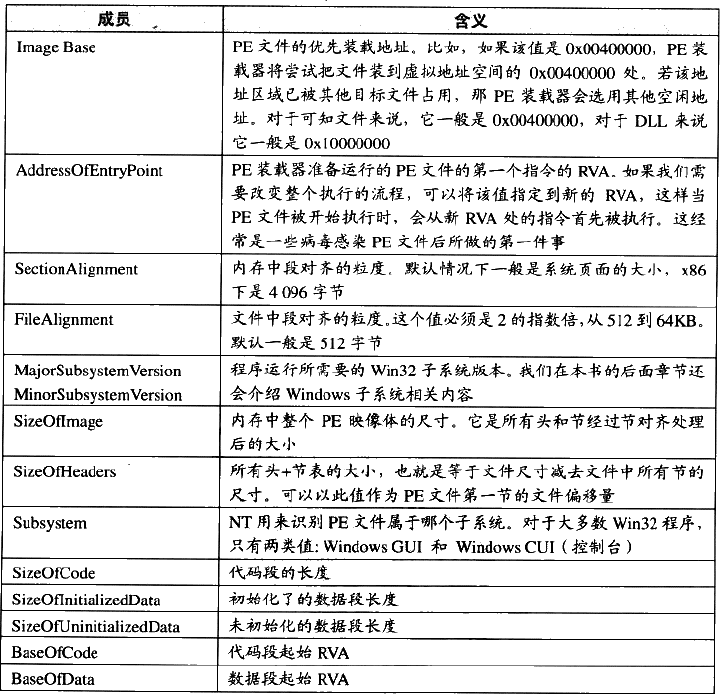 成员 含义
Image Base PE 文件的优先装载地址。比如，如果该值是 0x00400000，PE 装
载器将尝试把文件装到虚拟地址空间的 0x00400000 处。若该地
址区域已被其他目标文件占用，那 PE 装载器会选用其他空闲地
址。对于可知文件来说，它一般是 0x00400000，对于 DLL 来说
它一般是 0x10000000
AddressOfEntryPoint PE 装载器准备运行的 PE 文件的第一个指令的 RVA。如果我们需
要改变整个执行的流程，可以将该值指定到新的 RVA，这样当
PE 文件被开始执行时，会从新 RVA 处的指令首先被执行。这经
常是一些病毒感染 PE 文件后所做的第一件事
SectionAlignment 内存中段对齐的粒度。默认情况下一般是系统页面的大小，x86
下是 4 096 字节
FileAlignment 文件中段对齐的粒度。这个值必须是 2 的指数倍，从 512 到 64KB。
默认一般是 512 字节
MajorSubsystemVersion 程序运行所需要的 Win32 子系统版本。我们在本书的后面章节还
MinorSubsystemVersion 会介绍 Windows 子系统相关内容
SizeOfImage 内存中整个 PE 映像体的尺寸。它是所有头和节经过节对齐处理
后的大小
SizeOfHeaders 所有头+节表的大小，也就是等于文件尺寸减去文件中所有节的
尺寸。可以以此值作为 PE 文件第一节的文件偏移量
Subsystem NT 用来识别 PE 文件属于哪个子系统。对于大多数 Win32 程序，
只有两类值: Windows GUI 和 Windows CUI（控制台）
SizeOfCode 代码段的长度
SizeOfInitializedData 初始化了的数据段长度
SizeOfUninitializedData 未初始化的数据段长度
BaseOfCode 代码段起始 RVA
BaseOfData 数据段起始 RVA